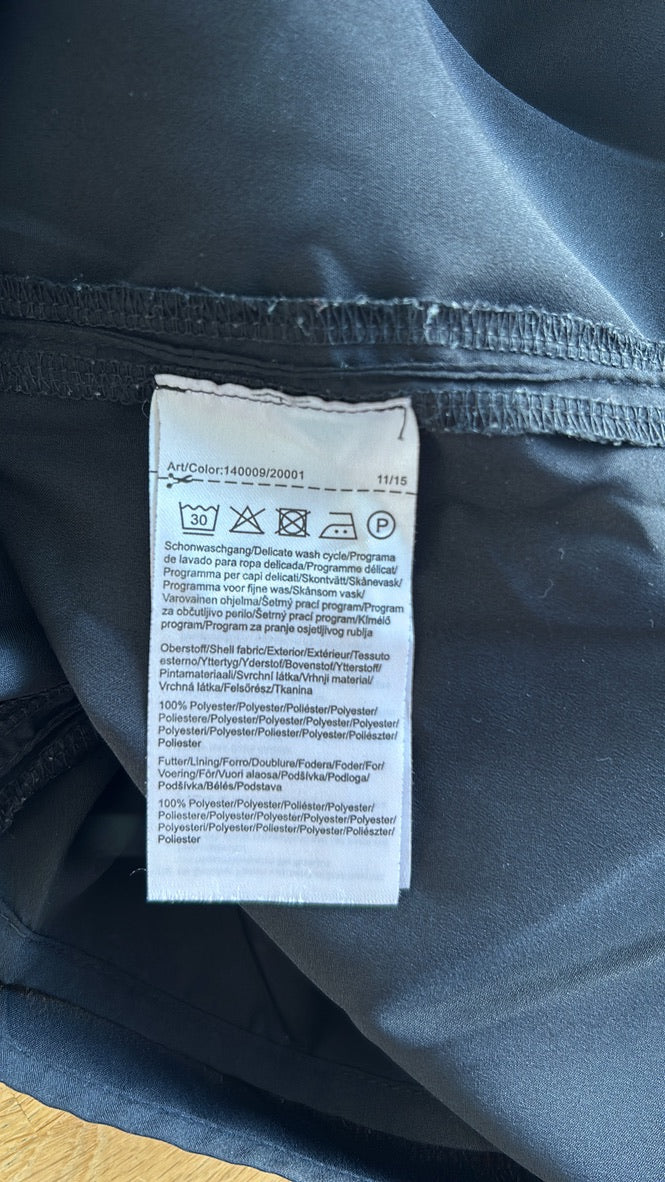 Art/Color:140009/20001
11/15
30
P
Schonwaschgang/Delicate wash cycle/Programa
de lavado para ropa delicada/Programme délicat/
Programma per capi delicati/Skontvätt/Skånevask/
Programma voor fijne was/Skånsom vask/
Varovainen ohjelma/Šetrný prací program/Program
za občutljivo perilo/Šetrný prací program/Kímélő
program/Program za pranje osjetljivog rublja
Oberstoff/Shell fabric/Exterior/Extérieur/Tessuto
esterno/Yttertyg/Yderstof/Bovenstof/Ytterstoff/
Pintamateriaali/Svrchní látka/Vrhnji material/
Vrchná látka/Felsőrész/Tkanina
100% Polyester/Polyester/Poliéster/Polyester/
Poliestere/Polyester/Polyester/Polyester/Polyester/
Polyesteri/Polyester/Poliester/Polyester/Poliészter/
Poliester
Futter/Lining/Forro/Doublure/Fodera/Foder/For/
Voering/Fôr/Vuori alaosa/Podšívka/Podloga/
Podšívka/Bélés/Podstava
100% Polyester/Polyester/Poliéster/Polyester/
Poliestere/Polyester/Polyester/Polyester/Polyester/
Polyesteri/Polyester/Poliester/Polyester/Poliészter/
Poliester